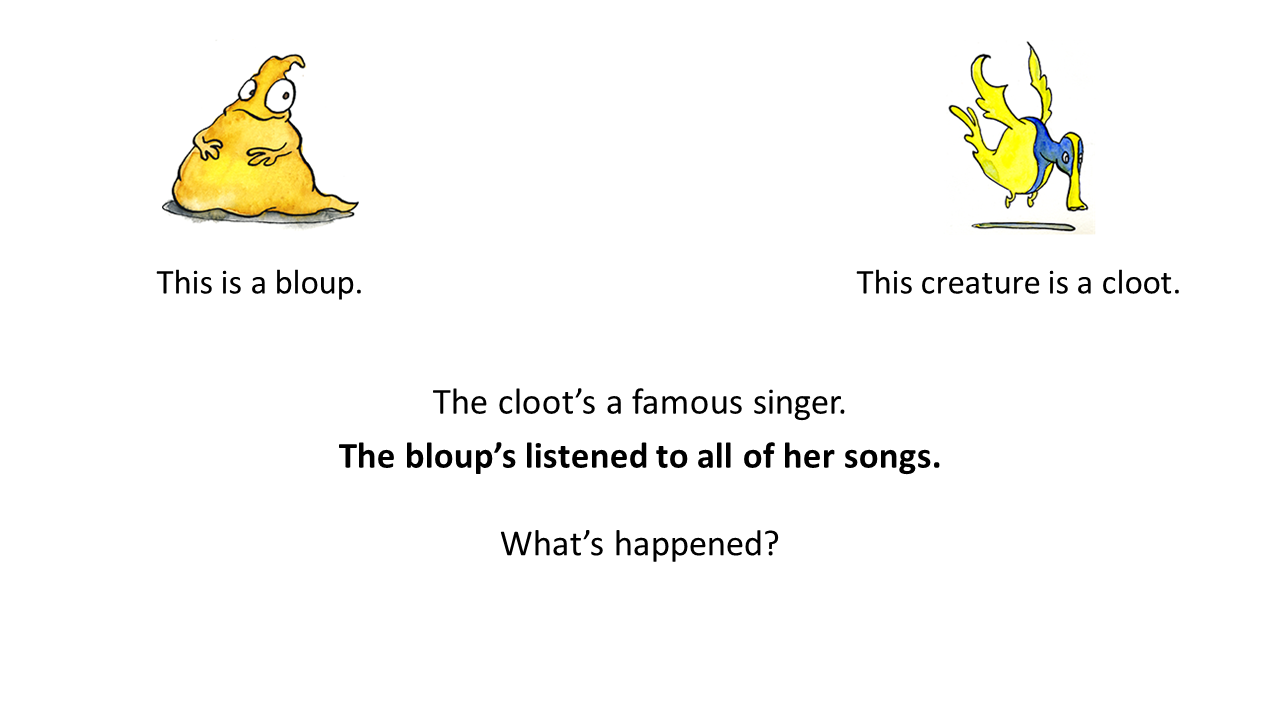 This is a bloup.
This creature is a cloot.
The cloot’s a famous singer.
The bloup’s listened to all of her songs.
What’s happened?